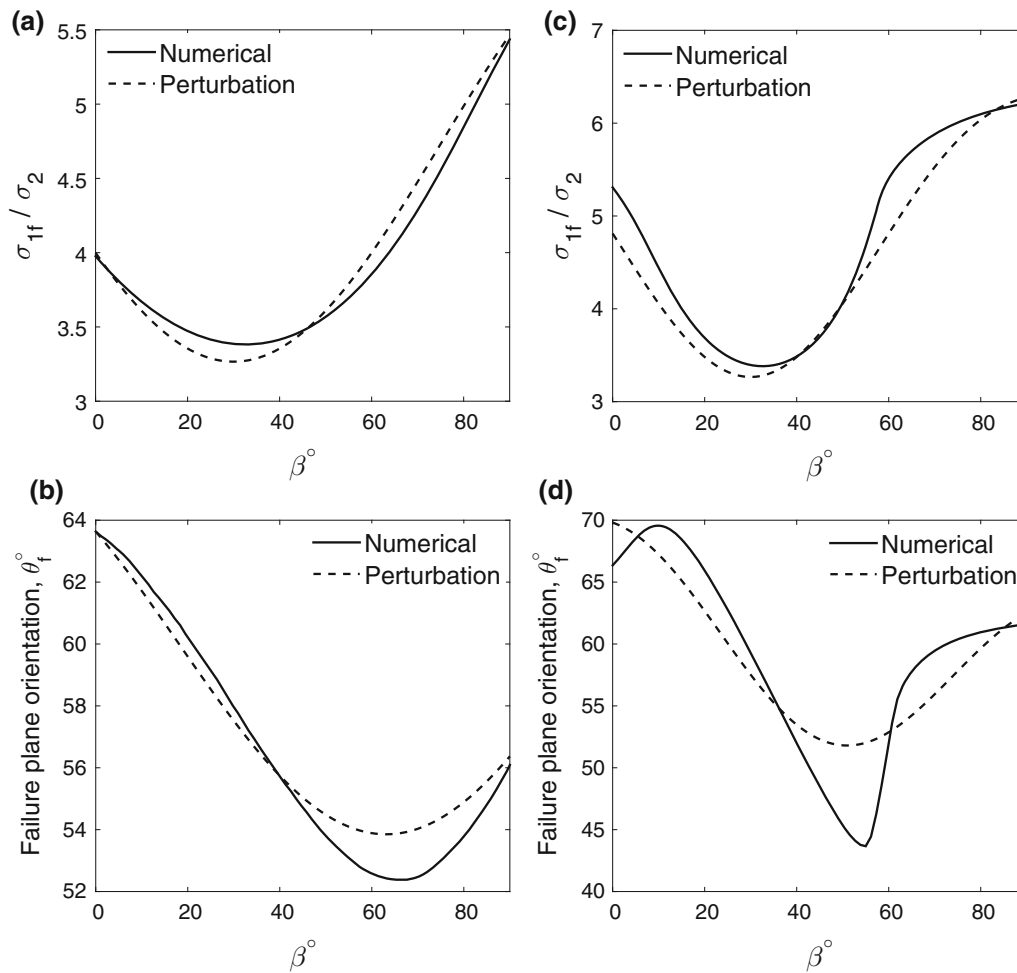 (a)
5.5
5
4.5
4
3.5
3
σ1f / σ2
Numerical
Perturbation
0 20 40 60 80
β°
(c)
7
6
5
4
3
σ1f / σ2
Numerical
Perturbation
0 20 40 60 80
β°
(b)
64
62
60
58
56
54
52
Failure plane orientation, θf°
Numerical
Perturbation
0 20 40 60 80
β°
(d)
70
65
60
55
50
45
40
Failure plane orientation, θf°
Numerical
Perturbation
0 20 40 60 80
β°